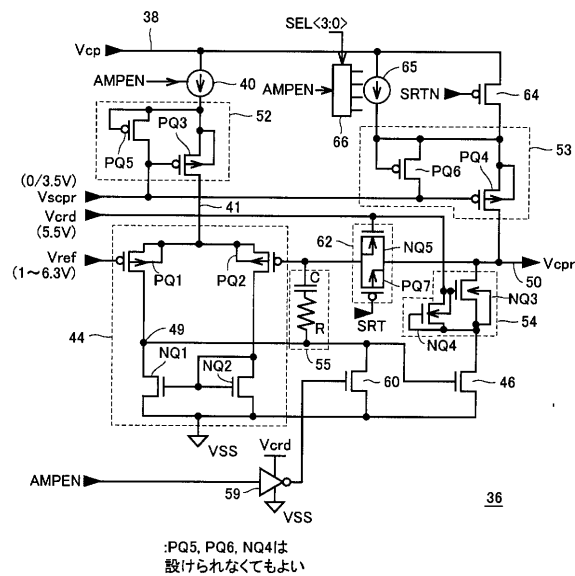 SEL<3:0>
38
Vcp
65
AMPEN
40
AMPEN
SRTN
64
66
52
53
PQ3
PQ5
PQ6
PQ4
(0/3.5V)
Vscpr
Vcrd
41
(5.5V)
62
NQ5
Vcpr
50
Vref
(1〜6.3V)
PQ1
PQ2
C
PQ7
NQ3
R
SRT
54
NQ4
44
49
55
NQ1
NQ2
60
46
VSS
Vcrd
AMPEN
59
VSS
36
:PQ5, PQ6, NQ4は
設けられなくてもよい